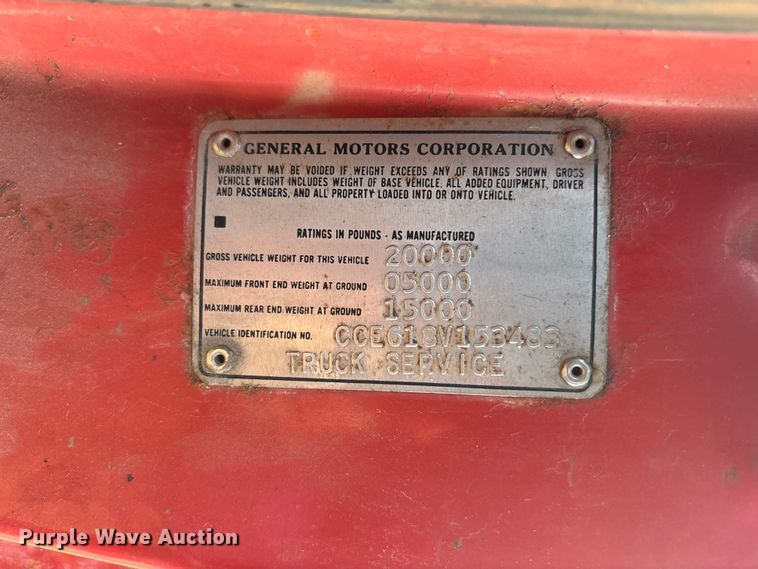 GENERAL MOTORS CORPORATION
WARRANTY MAY BE VOIDED IF WEIGHT EXCEEDS ANY OF RATINGS SHOWN. GROSS
VEHICLE WEIGHT INCLUDES WEIGHT OF BASE VEHICLE. ALL ADDED EQUIPMENT, DRIVER
AND PASSENGERS, AND ALL PROPERTY LOADED INTO OR ONTO VEHICLE.
RATINGS IN POUNDS - AS MANUFACTURED
GROSS VEHICLE WEIGHT FOR THIS VEHICLE 20000
MAXIMUM FRONT END WEIGHT AT GROUND 05000
MAXIMUM REAR END WEIGHT AT GROUND 15000
VEHICLE IDENTIFICATION NO. CCE618V153483
TRUCK SERVICE
Purple Wave Auction